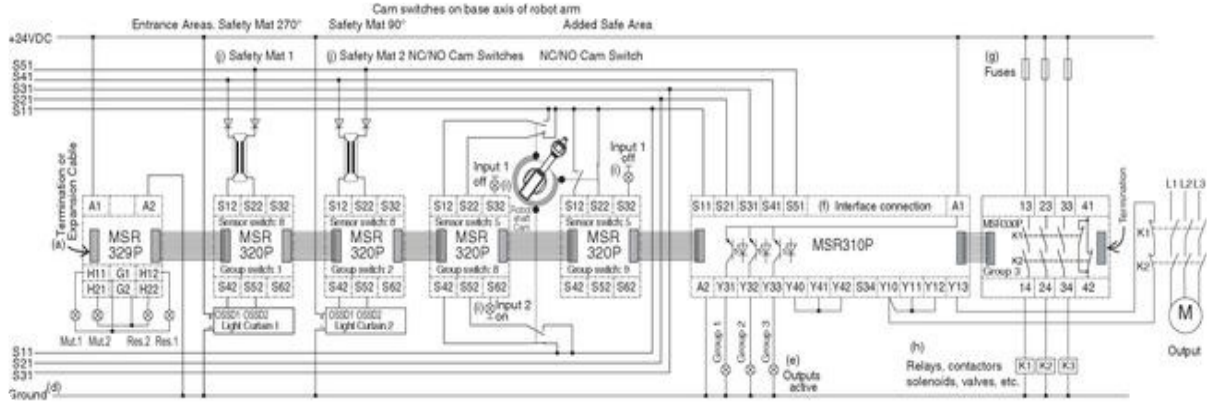 Cam switches on base axis of robot arm
Entrance Areas. Safety Mat 270° Safety Mat 90° Added Safe Area
+24VDC
(j) Safety Mat 1 (j) Safety Mat 2 NC/NO Cam Switches NC/NO Cam Switch
(g)
Fuses
S51
S41
S31
S21
S11
Termination or
Expansion Cable
(a)
Input 1
off (i)
Input 1
off
(i)
Robot
shaft
Cam
L1 L2 L3
A1 A2
S12 S22 S32
S12 S22 S32
S12 S22 S32
S12 S22 S32
S11 S21 S31 S41 S51 (f) Interface connection A1
13 23 33 41
Termination
MSR
329P
Sensor switch: 8
MSR
320P
Group switch: 1
Sensor switch: 8
MSR
320P
Group switch: 2
Sensor switch: 5
MSR
320P
Group switch: 8
Sensor switch: 5
MSR
320P
Group switch: 9
MSR310P
MSR300P
K1
K2
Group 3
K1
K2
H11 G1 H12
H21 G2 H22
S42 S52 S62
S42 S52 S62
S42 S52 S62
S42 S52 S62
A2 Y31 Y32 Y33 Y40 Y41 Y42 S34 Y10 Y11 Y12 Y13
14 24 34 42
OSSD1 OSSD2
Light Curtain 1
OSSD1 OSSD2
Light Curtain 2
(i) Input 2
on
M
Output
Mut.1 Mut.2 Res.2 Res.1
Group 1
Group 2
Group 3
(e)
Outputs
active
(h)
Relays, contactors
solenoids, valves, etc.
K1 K2 K3
S11
S21
S31
Ground (d)